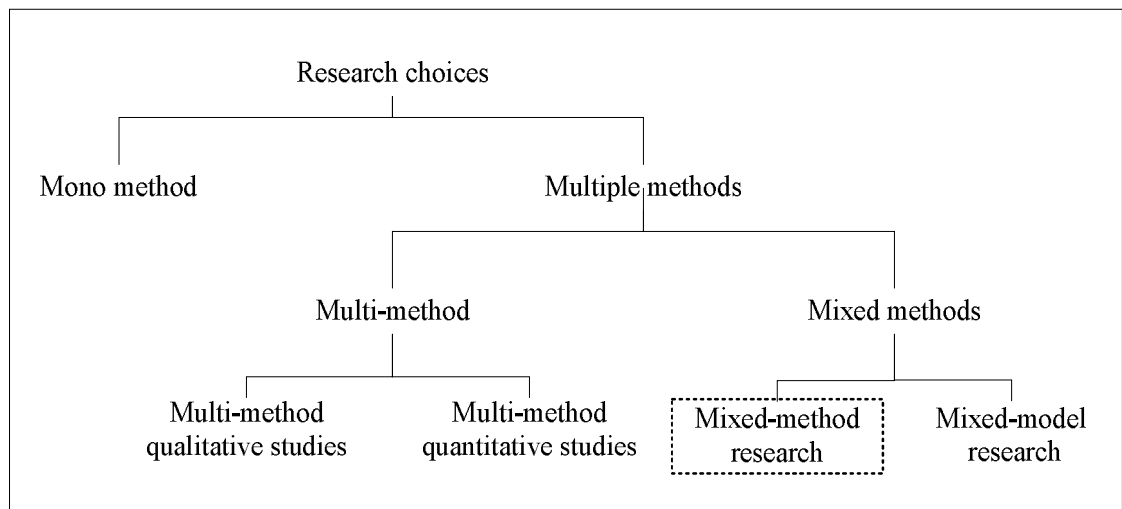 Research choices
Mono method
Multiple methods
Multi-method
Mixed methods
Multi-method
qualitative studies
Multi-method
quantitative studies
Mixed-method
research
Mixed-model
research